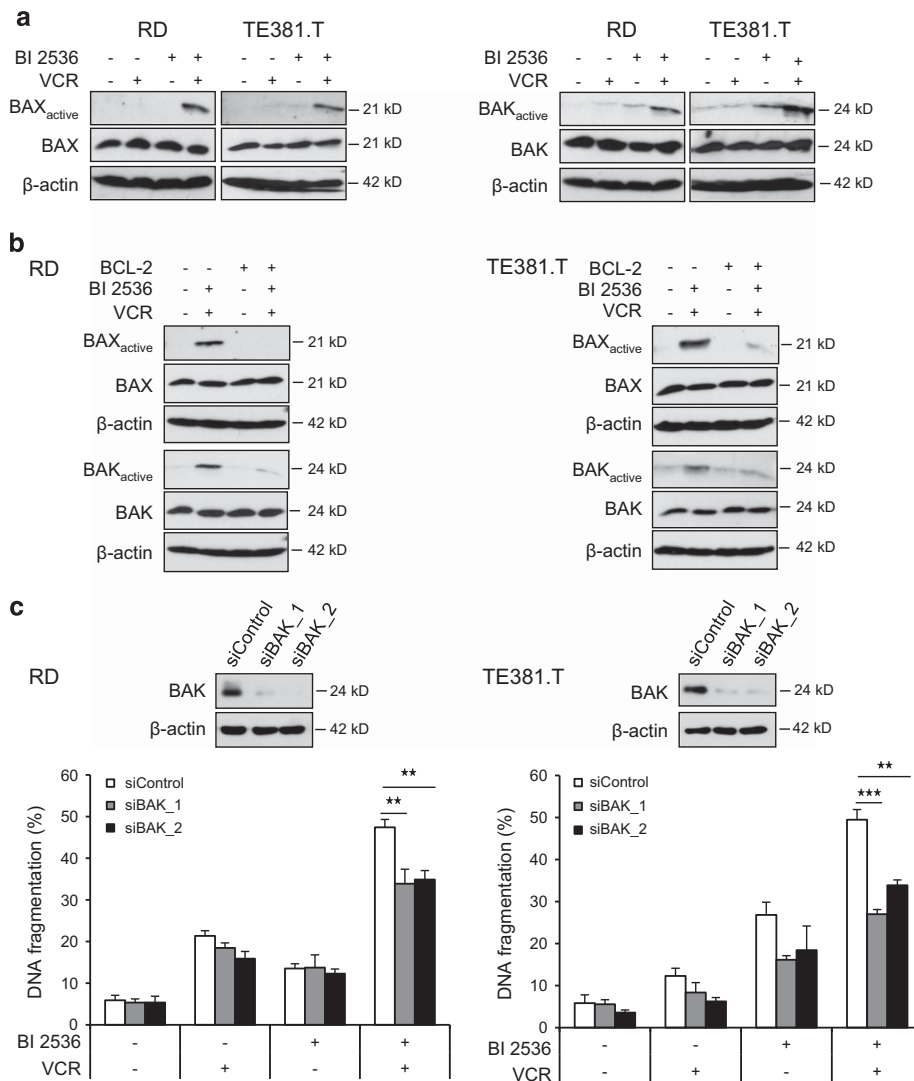 a
RD TE381.T
BI 2536 - - + +
VCR - + - +
BAXactive 21 kD
BAX 21 kD
β-actin 42 kD
RD TE381.T
BI 2536 - - + + - - + +
VCR - + - + - + - +
BAKactive 24 kD
BAK 24 kD
β-actin 42 kD
b
RD
BCL-2 - - + +
BI 2536 - + - +
VCR - + - +
BAXactive 21 kD
BAX 21 kD
β-actin 42 kD
BAKactive 24 kD
BAK 24 kD
β-actin 42 kD
TE381.T
BCL-2 - - + +
BI 2536 - + - +
VCR - + - +
BAXactive 21 kD
BAX 21 kD
β-actin 42 kD
BAKactive 24 kD
BAK 24 kD
β-actin 42 kD
c
RD
siControl siBAK_1 siBAK_2
BAK 24 kD
β-actin 42 kD
DNA fragmentation (%)
60
50
40
30
20
10
0
siControl
siBAK_1
siBAK_2
**
**
BI 2536 - - + +
VCR - + - +
TE381.T
siControl siBAK_1 siBAK_2
BAK 24 kD
β-actin 42 kD
DNA fragmentation (%)
60
50
40
30
20
10
0
siControl
siBAK_1
siBAK_2
**
***
BI 2536 - - + +
VCR - + - +